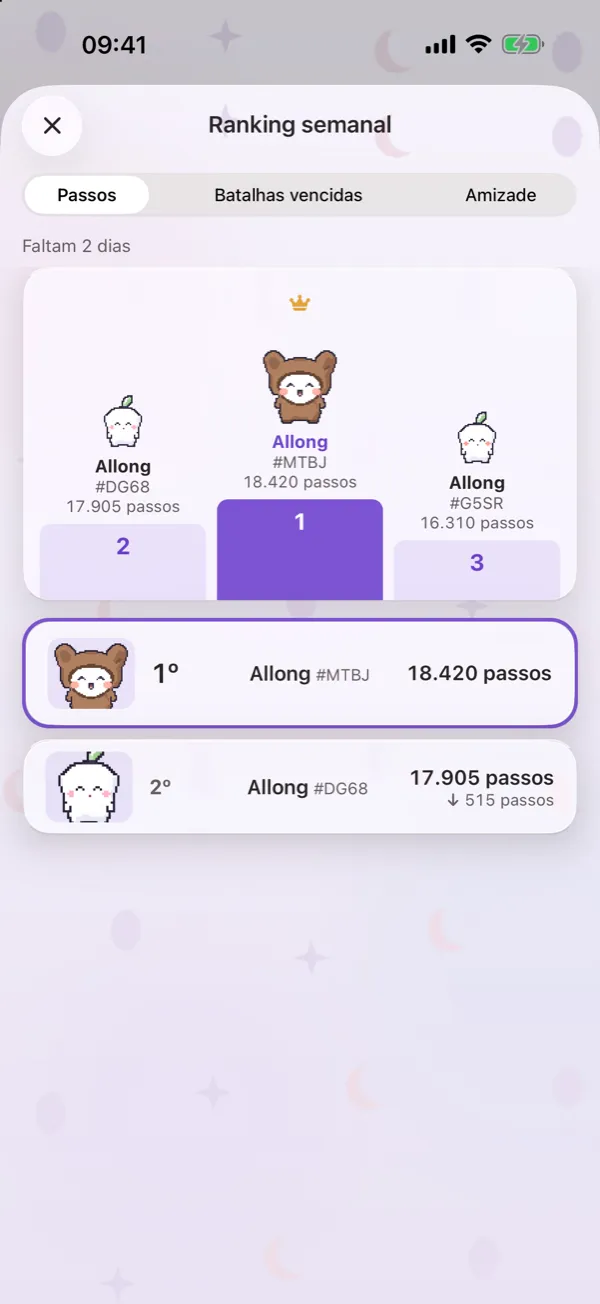 09:41
Ranking semanal
Passos Batalhas vencidas Amizade
Faltam 2 dias
Allong
#MTBJ
18.420 passos
1
Allong
#DG68
17.905 passos
2
Allong
#G5SR
16.310 passos
3
1º Allong #MTBJ 18.420 passos
2º Allong #DG68 17.905 passos
↓ 515 passos